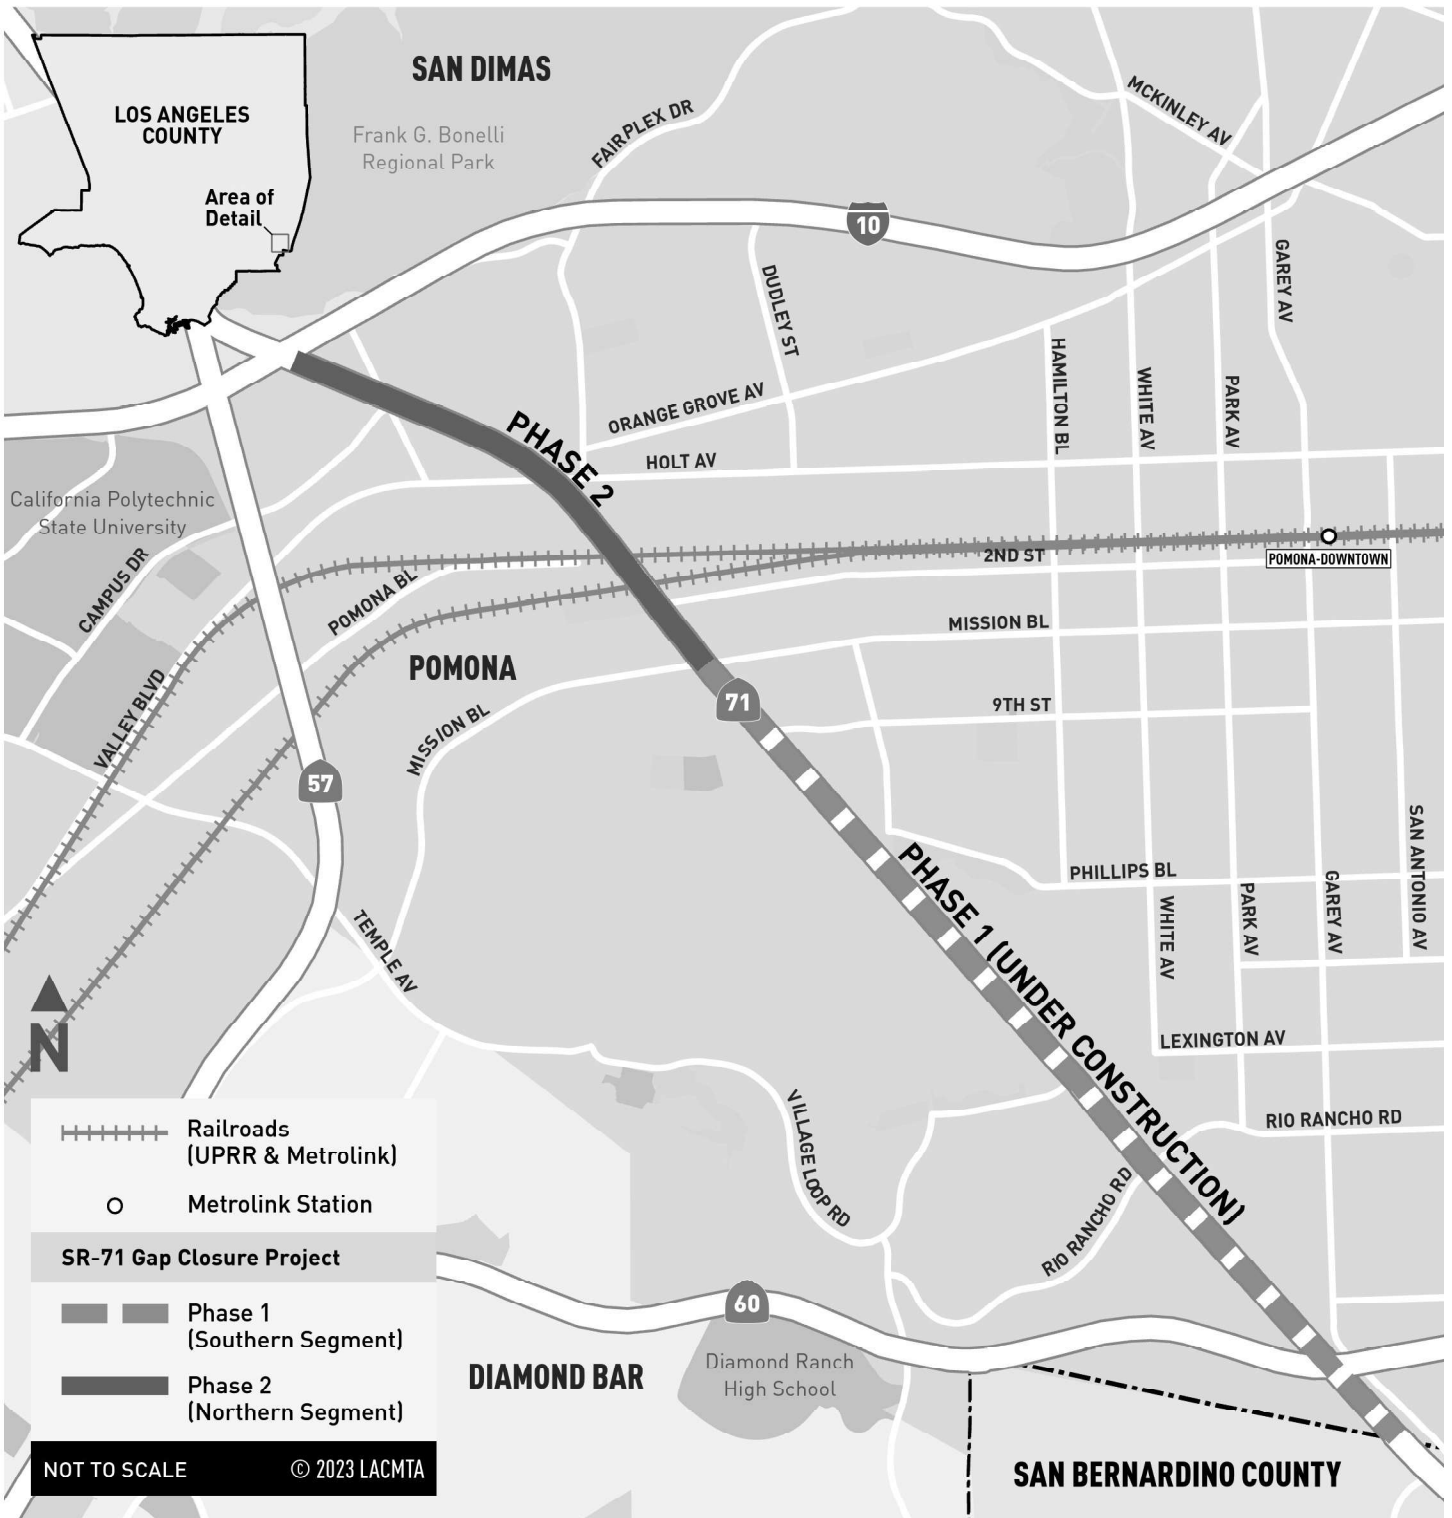 SAN DIMAS
LOS ANGELES
COUNTY
Frank G. Bonelli
Regional Park
Area of
Detail
FAIRPLEX DR
MCKINLEY AV
10
GAREY AV
DUDLEY ST
HAMILTON BL
WHITE AV
PARK AV
ORANGE GROVE AV
PHASE 2
HOLT AV
California Polytechnic
State University
CAMPUS DR
2ND ST
POMONA-DOWNTOWN
POMONA BL
MISSION BL
POMONA
VALLEY BLVD
71
9TH ST
MISSION BL
57
SAN ANTONIO AV
PHILLIPS BL
PHASE 1 (UNDER CONSTRUCTION)
WHITE AV
PARK AV
GAREY AV
TEMPLE AV
N
LEXINGTON AV
VILLAGE LOOP RD
RIO RANCHO RD
RIO RANCHO RD
Railroads
(UPRR & Metrolink)
Metrolink Station
SR-71 Gap Closure Project
Phase 1
(Southern Segment)
Phase 2
(Northern Segment)
NOT TO SCALE
© 2023 LACMTA
60
DIAMOND BAR
Diamond Ranch
High School
SAN BERNARDINO COUNTY